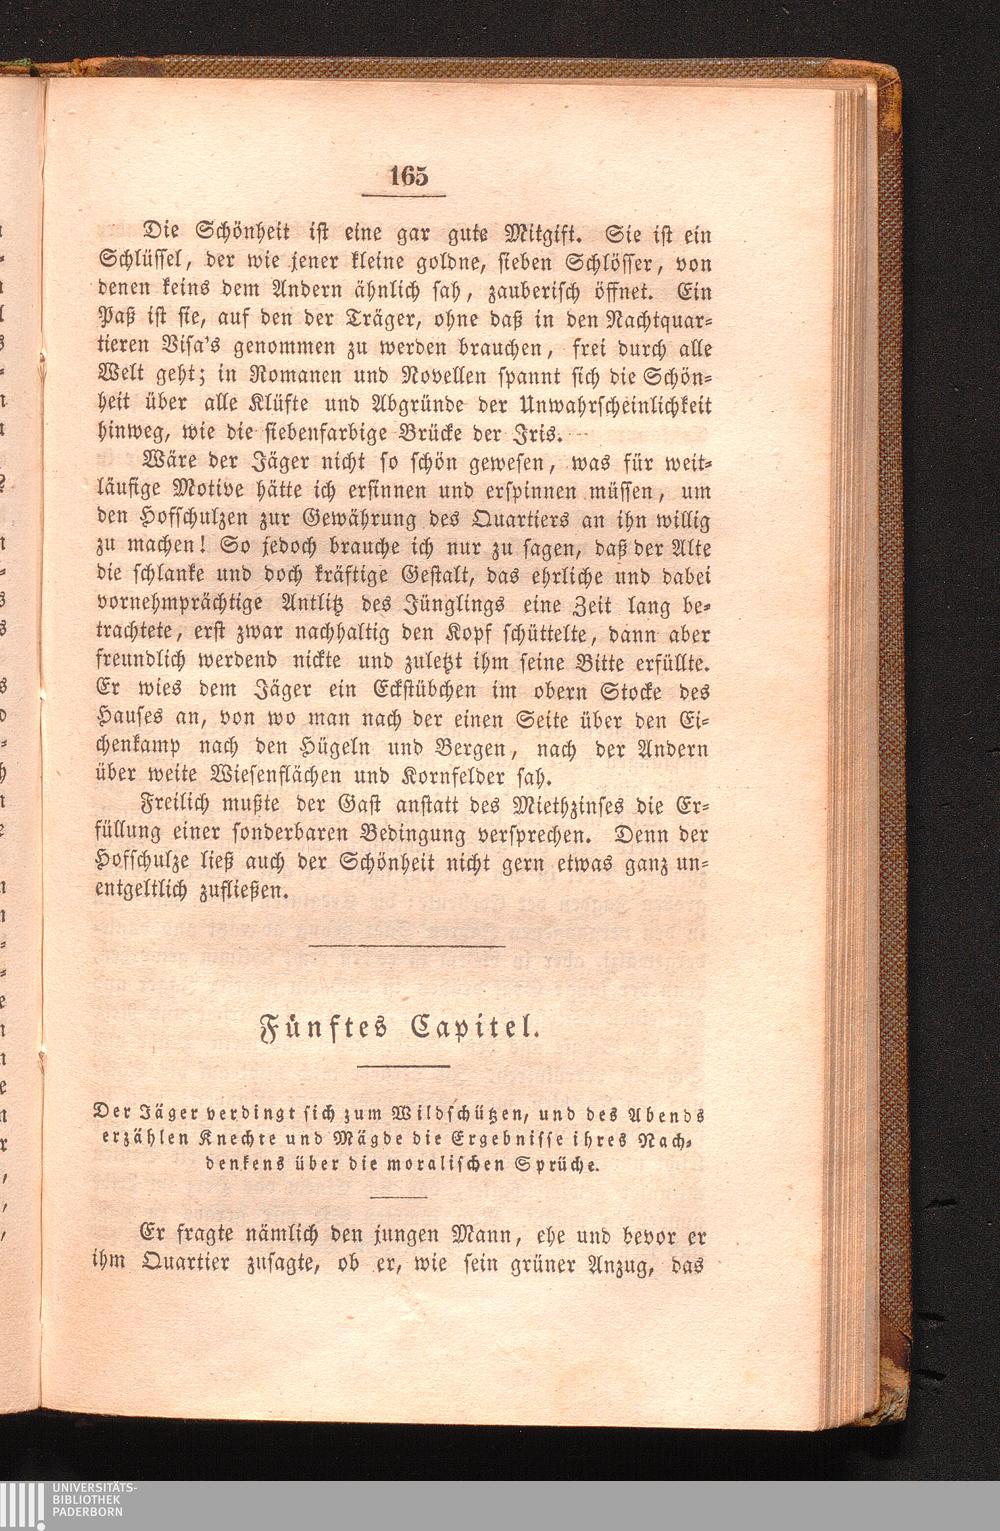 165
Die Schönheit ist eine gar gute Mitgift. Sie ist ein
Schlüssel, der wie jener kleine goldne, sieben Schlösser, von
denen keins dem Andern ähnlich sah, zauberisch öffnet. Ein
Paß ist sie, auf den der Träger, ohne daß in den Nachtquar-
tieren Visa's genommen zu werden brauchen, frei durch alle
Welt geht; in Romanen und Novellen spannt sich die Schön-
heit über alle Klüfte und Abgründe der Unwahrscheinlichkeit
hinweg, wie die siebenfarbige Brücke der Iris.
Wäre der Jäger nicht so schön gewesen, was für weit-
läufige Motive hätte ich ersinnen und erspinnen müssen, um
den Hofschulzen zur Gewährung des Quartiers an ihn willig
zu machen! So jedoch brauche ich nur zu sagen, daß der Alte
die schlanke und doch kräftige Gestalt, das ehrliche und dabei
vornehmprächtige Antlitz des Jünglings eine Zeit lang be-
trachtete, erst zwar nachhaltig den Kopf schüttelte, dann aber
freundlich werdend nickte und zuletzt ihm seine Bitte erfüllte.
Er wies dem Jäger ein Eckstübchen im obern Stocke des
Hauses an, von wo man nach der einen Seite über den Ei-
chenkamp nach den Hügeln und Bergen, nach der Andern
über weite Wiesenflächen und Kornfelder sah.
Freilich mußte der Gast anstatt des Miethzinses die Er-
füllung einer sonderbaren Bedingung versprechen. Denn der
Hofschulze ließ auch der Schönheit nicht gern etwas ganz un-
entgeltlich zufließen.
Fünftes Capitel.
Der Jäger verdingt sich zum Wildschützen, und des Abends
erzählen Knechte und Mägde die Ergebnisse ihres Nach-
denkens über die moralischen Sprüche.
Er fragte nämlich den jungen Mann, ehe und bevor er
ihm Quartier zusagte, ob er, wie sein grüner Anzug, das
UNIVERSITÄTS-
BIBLIOTHEK
PADERBORN